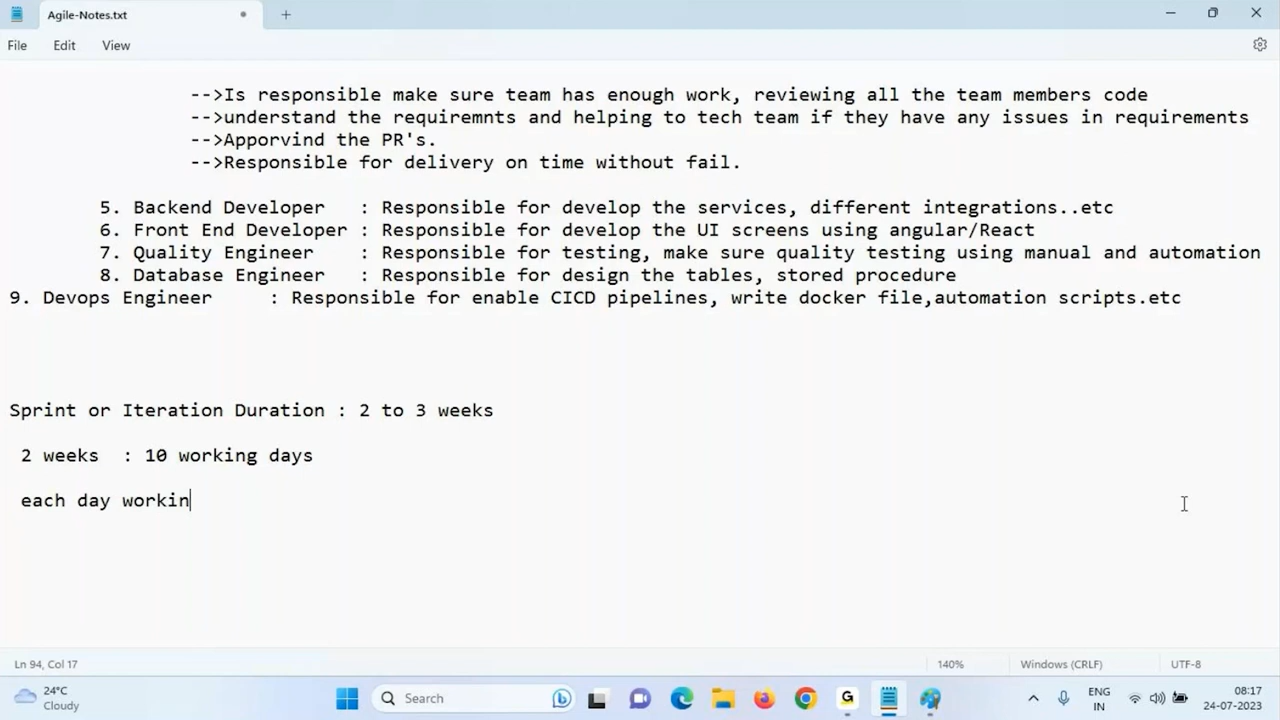 Agile-Notes.txt
File Edit View
-->Is responsible make sure team has enough work, reviewing all the team members code
-->understand the requiremnts and helping to tech team if they have any issues in requirements
-->Apporvind the PR's.
-->Responsible for delivery on time without fail.
5. Backend Developer : Responsible for develop the services, different integrations..etc
6. Front End Developer : Responsible for develop the UI screens using angular/React
7. Quality Engineer : Responsible for testing, make sure quality testing using manual and automation
8. Database Engineer : Responsible for design the tables, stored procedure
9. Devops Engineer : Responsible for enable CICD pipelines, write docker file,automation scripts.etc
Sprint or Iteration Duration : 2 to 3 weeks
2 weeks : 10 working days
each day workin
Ln 94, Col 17 140% Windows (CRLF) UTF-8
24°C
Cloudy
Search
ENG
IN
08:17
24-07-2023